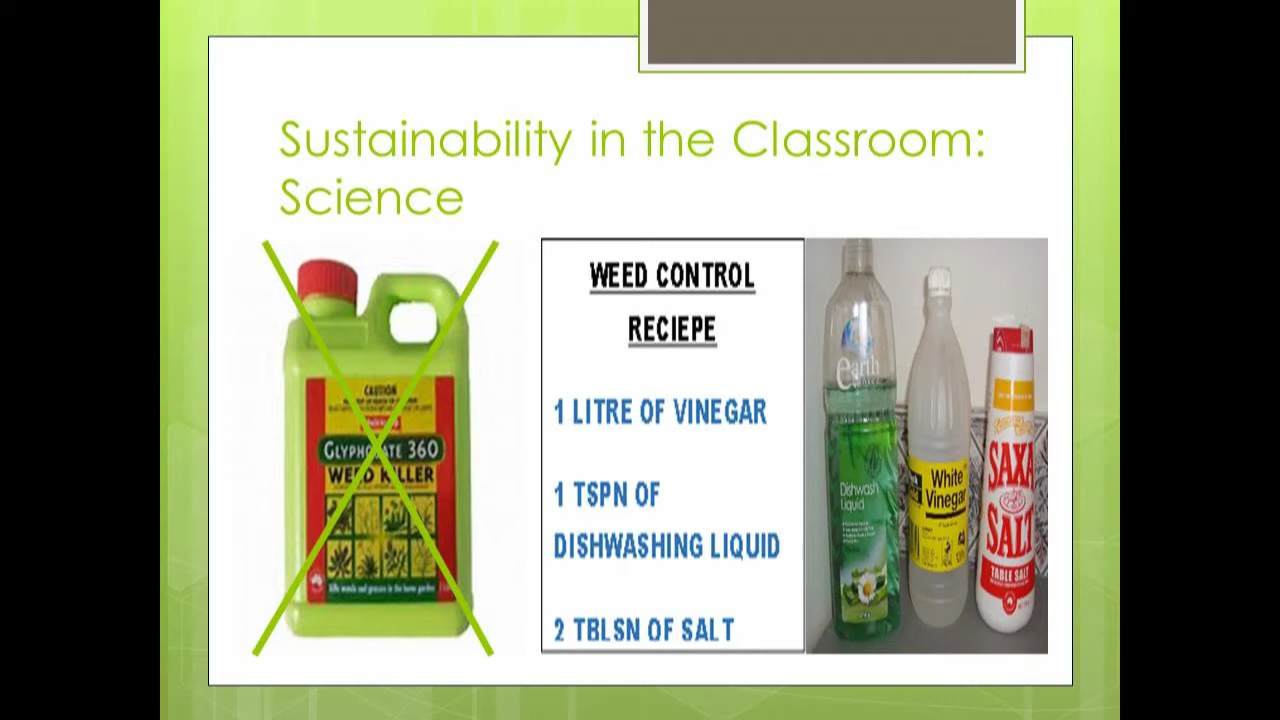 Sustainability in the Classroom:
Science
CAUTION
GLYPHOSATE 360
WEED KILLER
WEED CONTROL
RECIEPE
1 LITRE OF VINEGAR
1 TSPN OF
DISHWASHING LIQUID
2 TBLSN OF SALT
earth
Dishwash
Liquid
White
Vinegar
SAXA
SALT
TABLE SALT